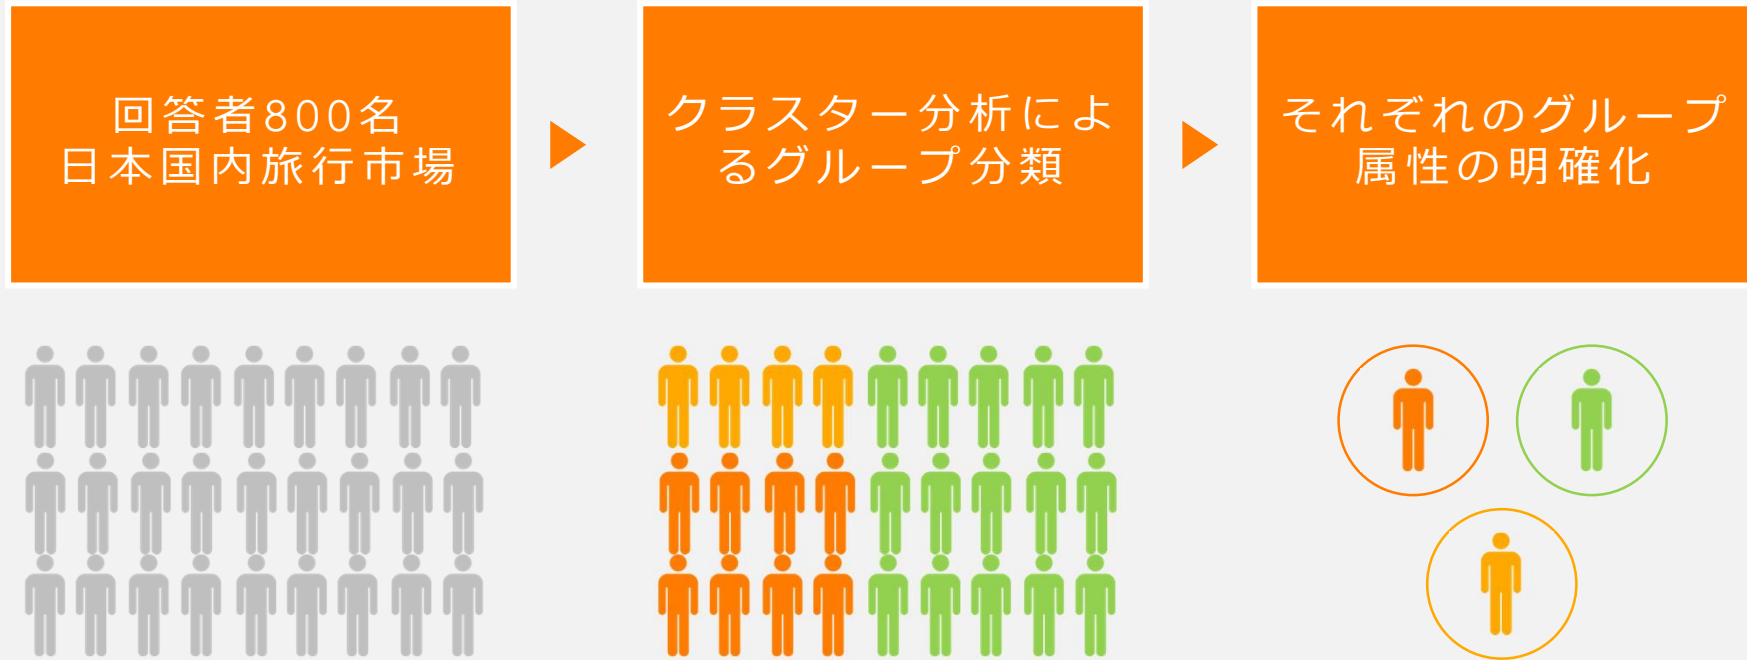 回答者800名
日本国内旅行市場
クラスター分析によ
るグループ分類
それぞれのグループ
属性の明確化